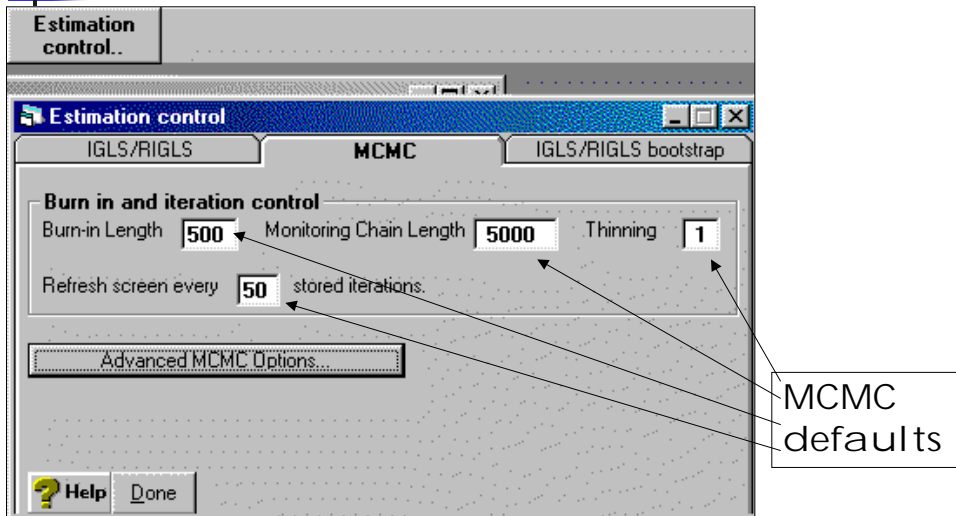 Estimation
control..
Estimation control
IGLS/RIGLS MCMC IGLS/RIGLS bootstrap
Burn in and iteration control
Burn-in Length 500 Monitoring Chain Length 5000 Thinning 1
Refresh screen every 50 stored iterations.
Advanced MCMC Options...
MCMC
defaults
Help Done